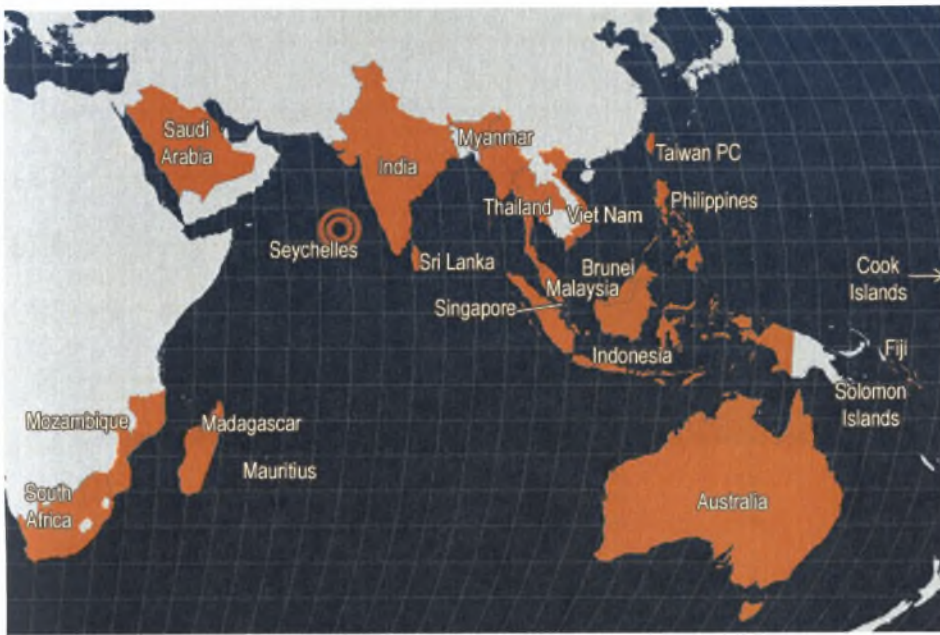 Saudi
Arabia
Myanmar
India
Taiwan PC
Thailand
Viet Nam
Philippines
Seychelles
Sri Lanka
Brunei
Malaysia
Singapore
Cook
Islands
Indonesia
Fiji
Solomon
Islands
Mozambique
Madagascar
Mauritius
South
Africa
Australia